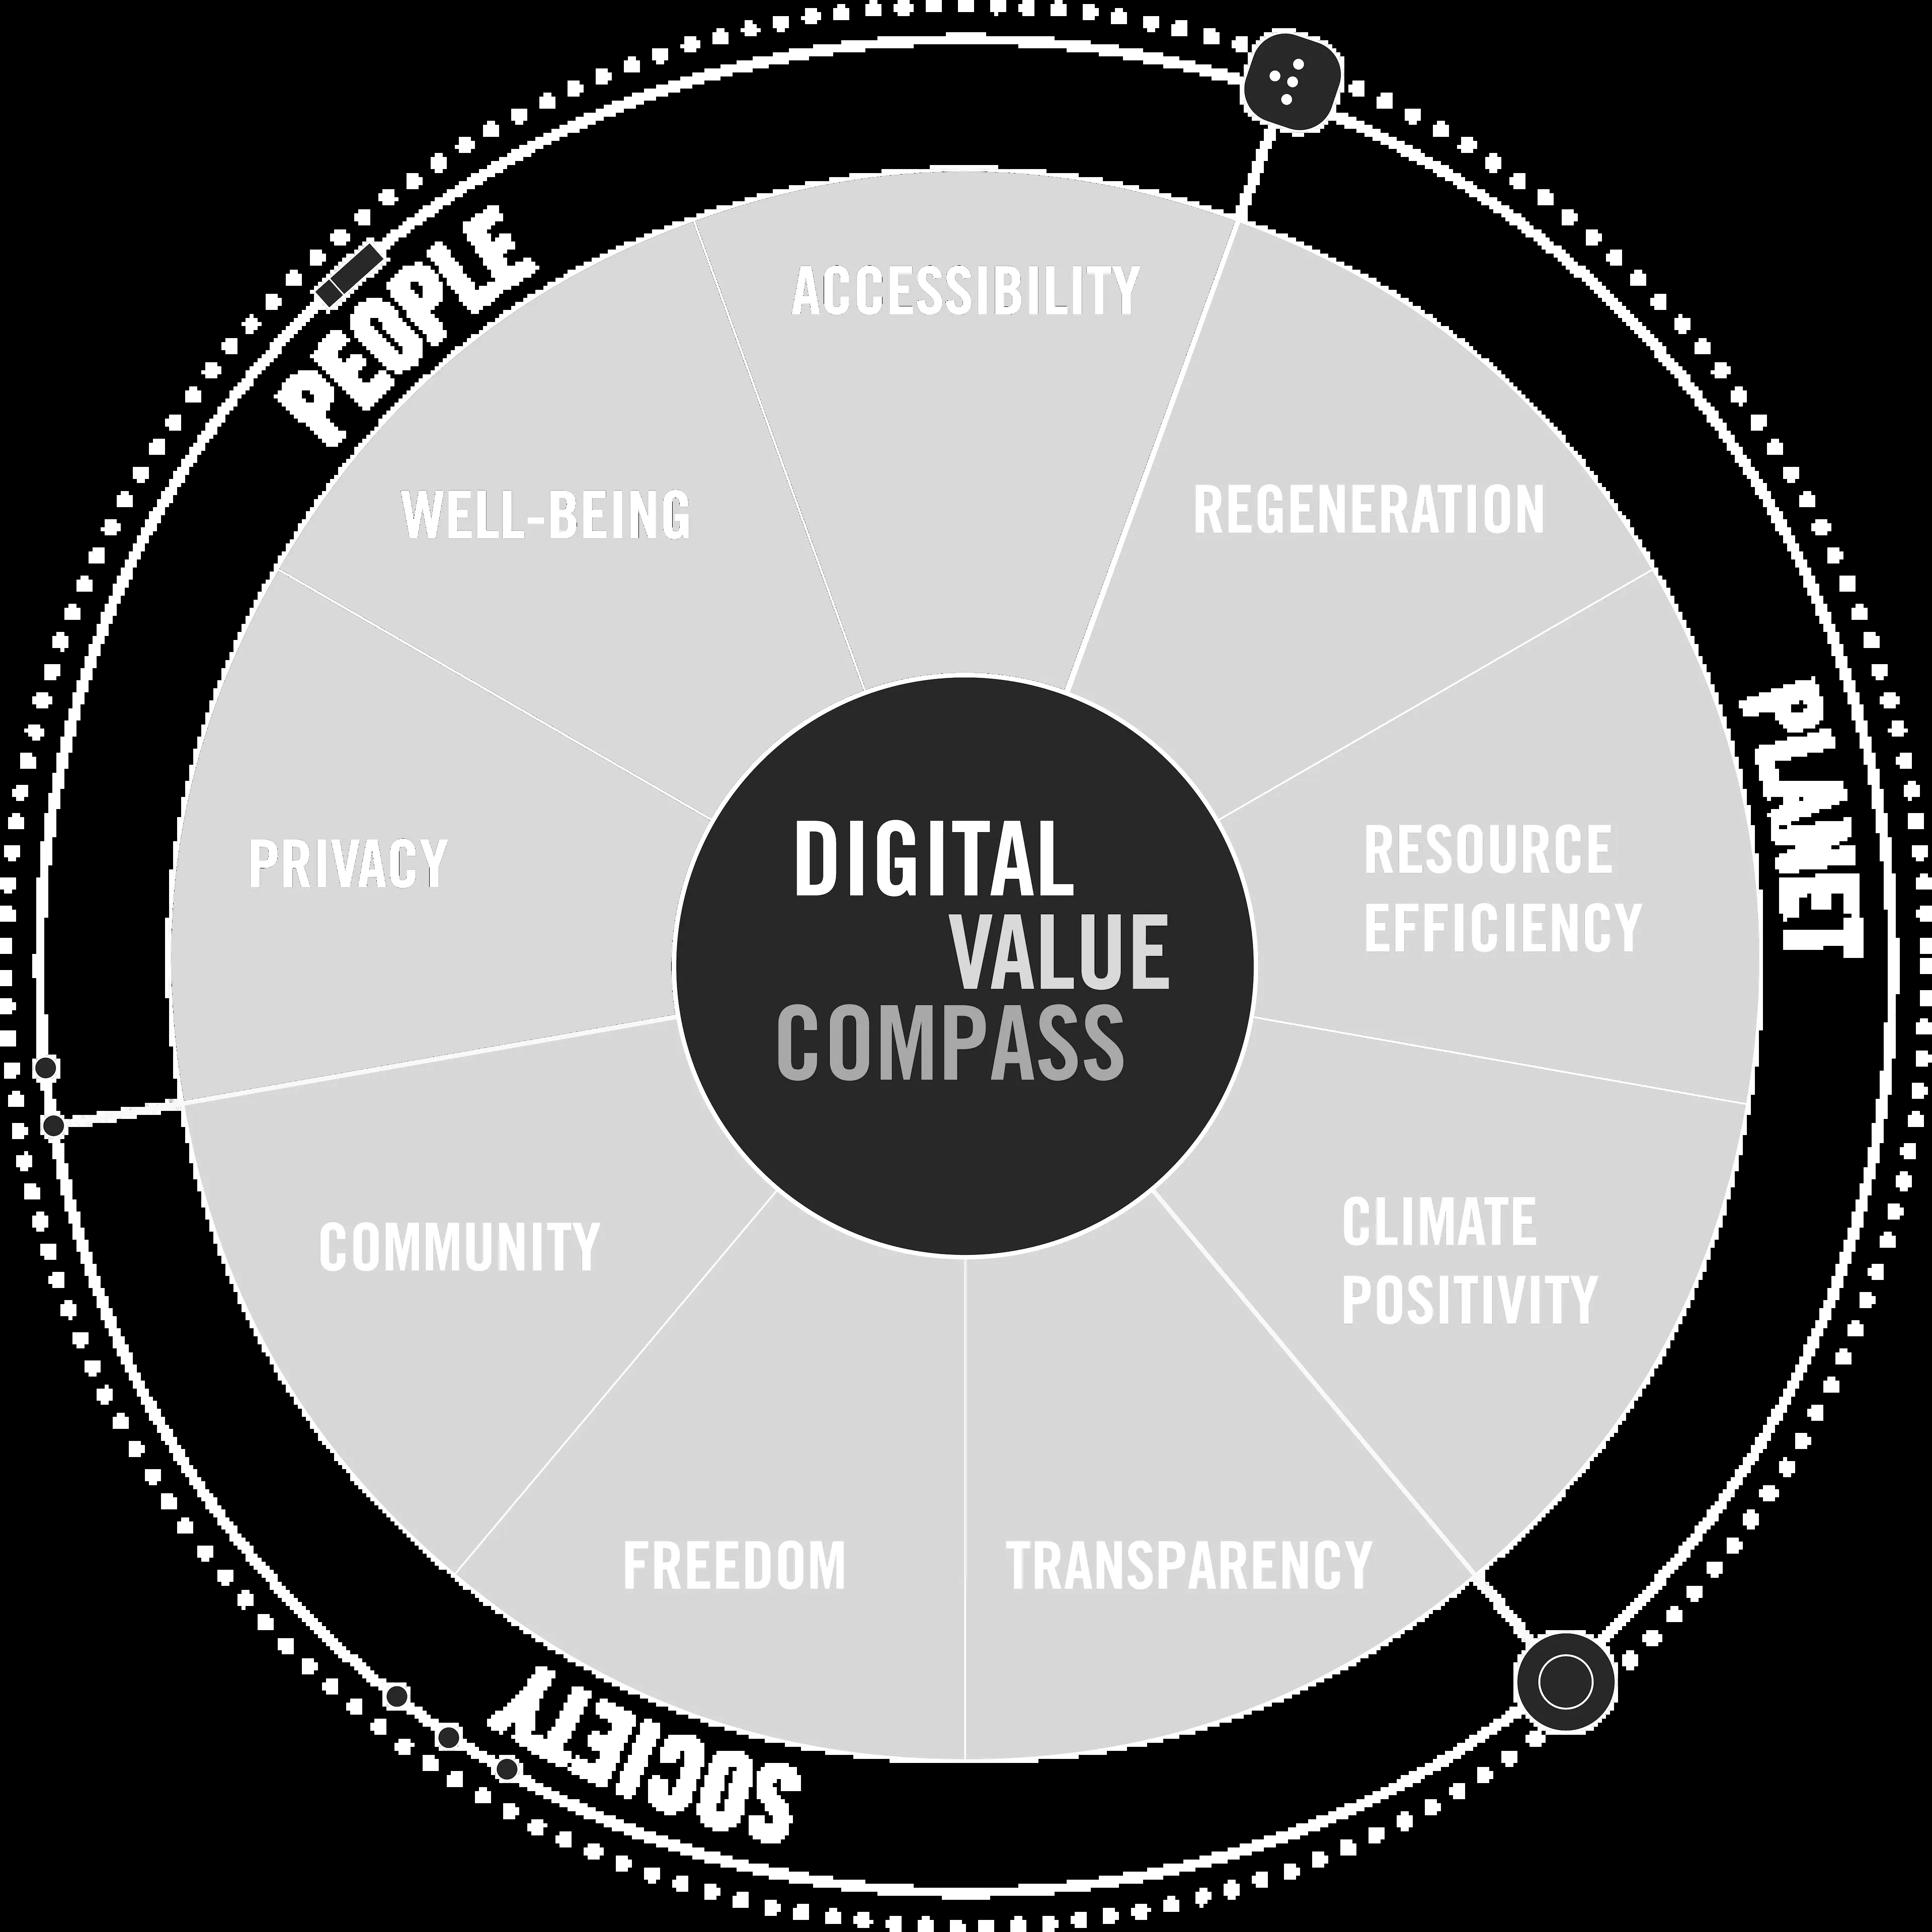 PEOPLE
ACCESSIBILITY
WELL-BEING
REGENERATION
PLANET
PRIVACY
RESOURCE
EFFICIENCY
DIGITAL
VALUE
COMPASS
COMMUNITY
CLIMATE
POSITIVITY
FREEDOM
TRANSPARENCY
SOCIETY